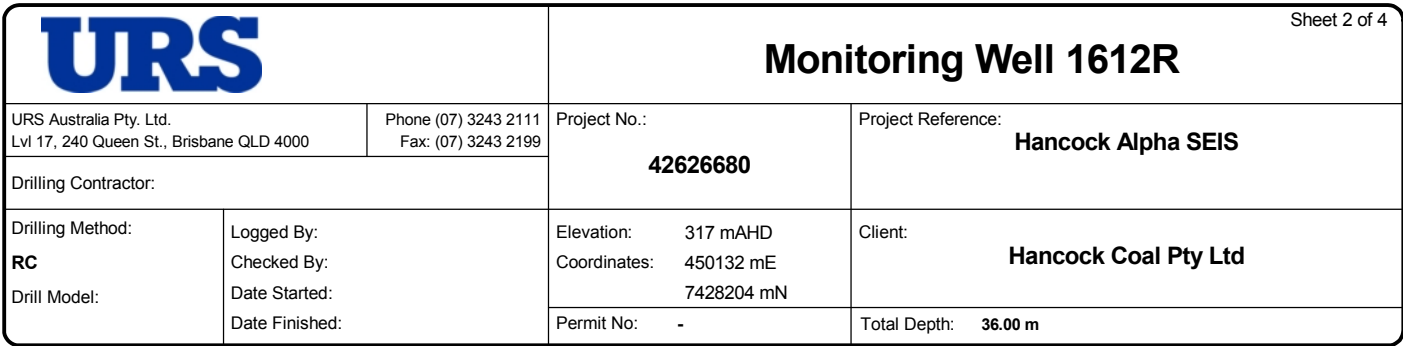 URS
Sheet 2 of 4
Monitoring Well 1612R
URS Australia Pty. Ltd.
Lvl 17, 240 Queen St., Brisbane QLD 4000
Phone (07) 3243 2111
Fax: (07) 3243 2199
Project No.:
42626680
Project Reference:
Hancock Alpha SEIS
Drilling Contractor:
Drilling Method:
RC
Drill Model:
Logged By:
Checked By:
Date Started:
Date Finished:
Elevation: 317 mAHD
Coordinates: 450132 mE
7428204 mN
Permit No: -
Client:
Hancock Coal Pty Ltd
Total Depth: 36.00 m